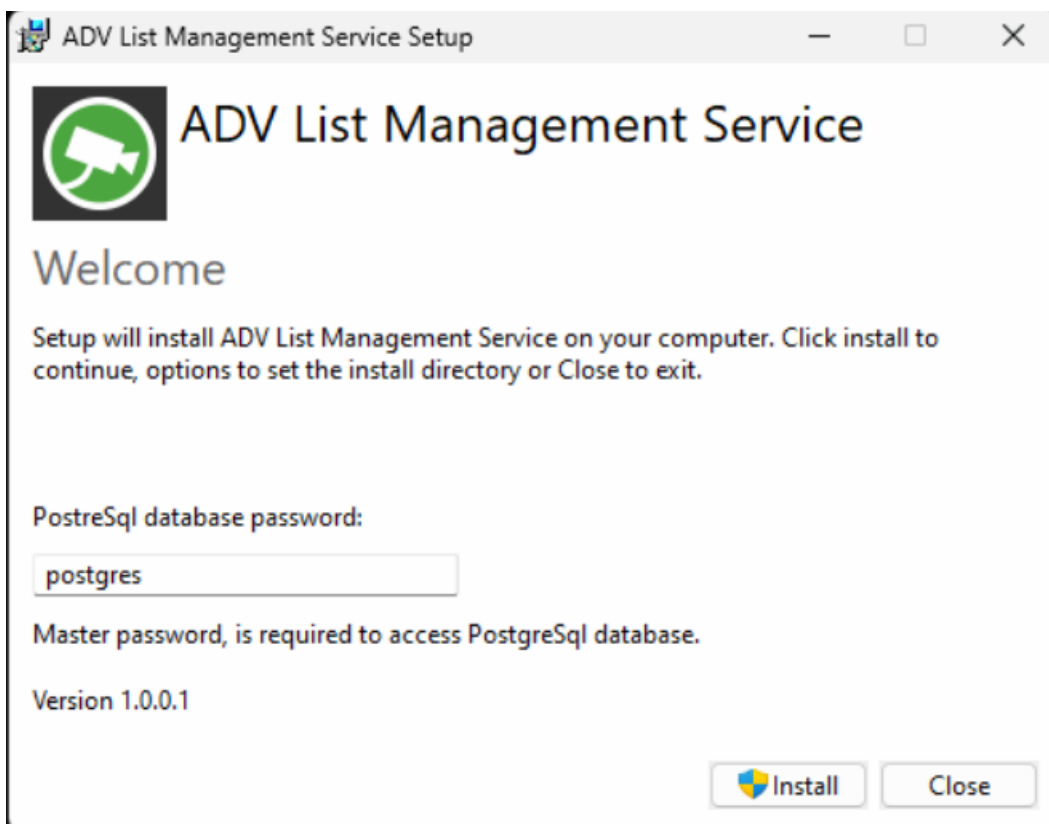 ADV List Management Service Setup
ADV List Management Service
Welcome
Setup will install ADV List Management Service on your computer. Click install to
continue, options to set the install directory or Close to exit.
PostreSql database password:
postgres
Master password, is required to access PostgreSql database.
Version 1.0.0.1
Install
Close